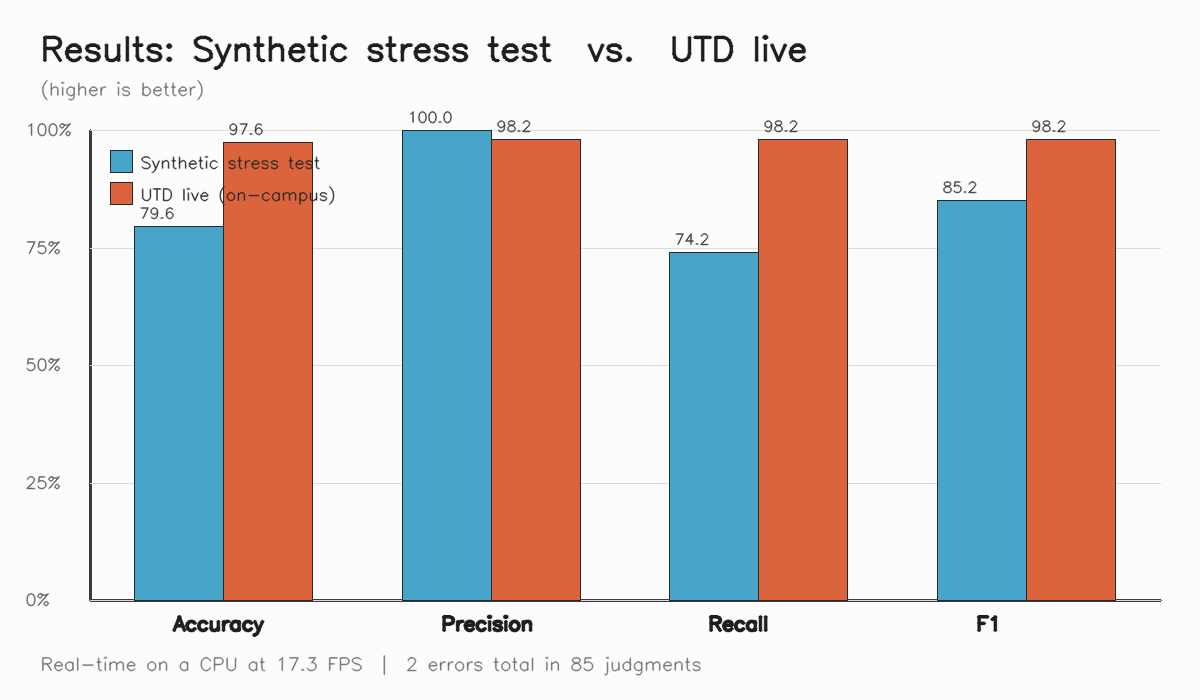 Results: Synthetic stress test vs. UTD live
(higher is better)
100%
75%
50%
25%
0%
Synthetic stress test
UTD live (on-campus)
79.6
97.6
100.0
98.2
74.2
98.2
85.2
98.2
Accuracy
Precision
Recall
F1
Real-time on a CPU at 17.3 FPS | 2 errors total in 85 judgments